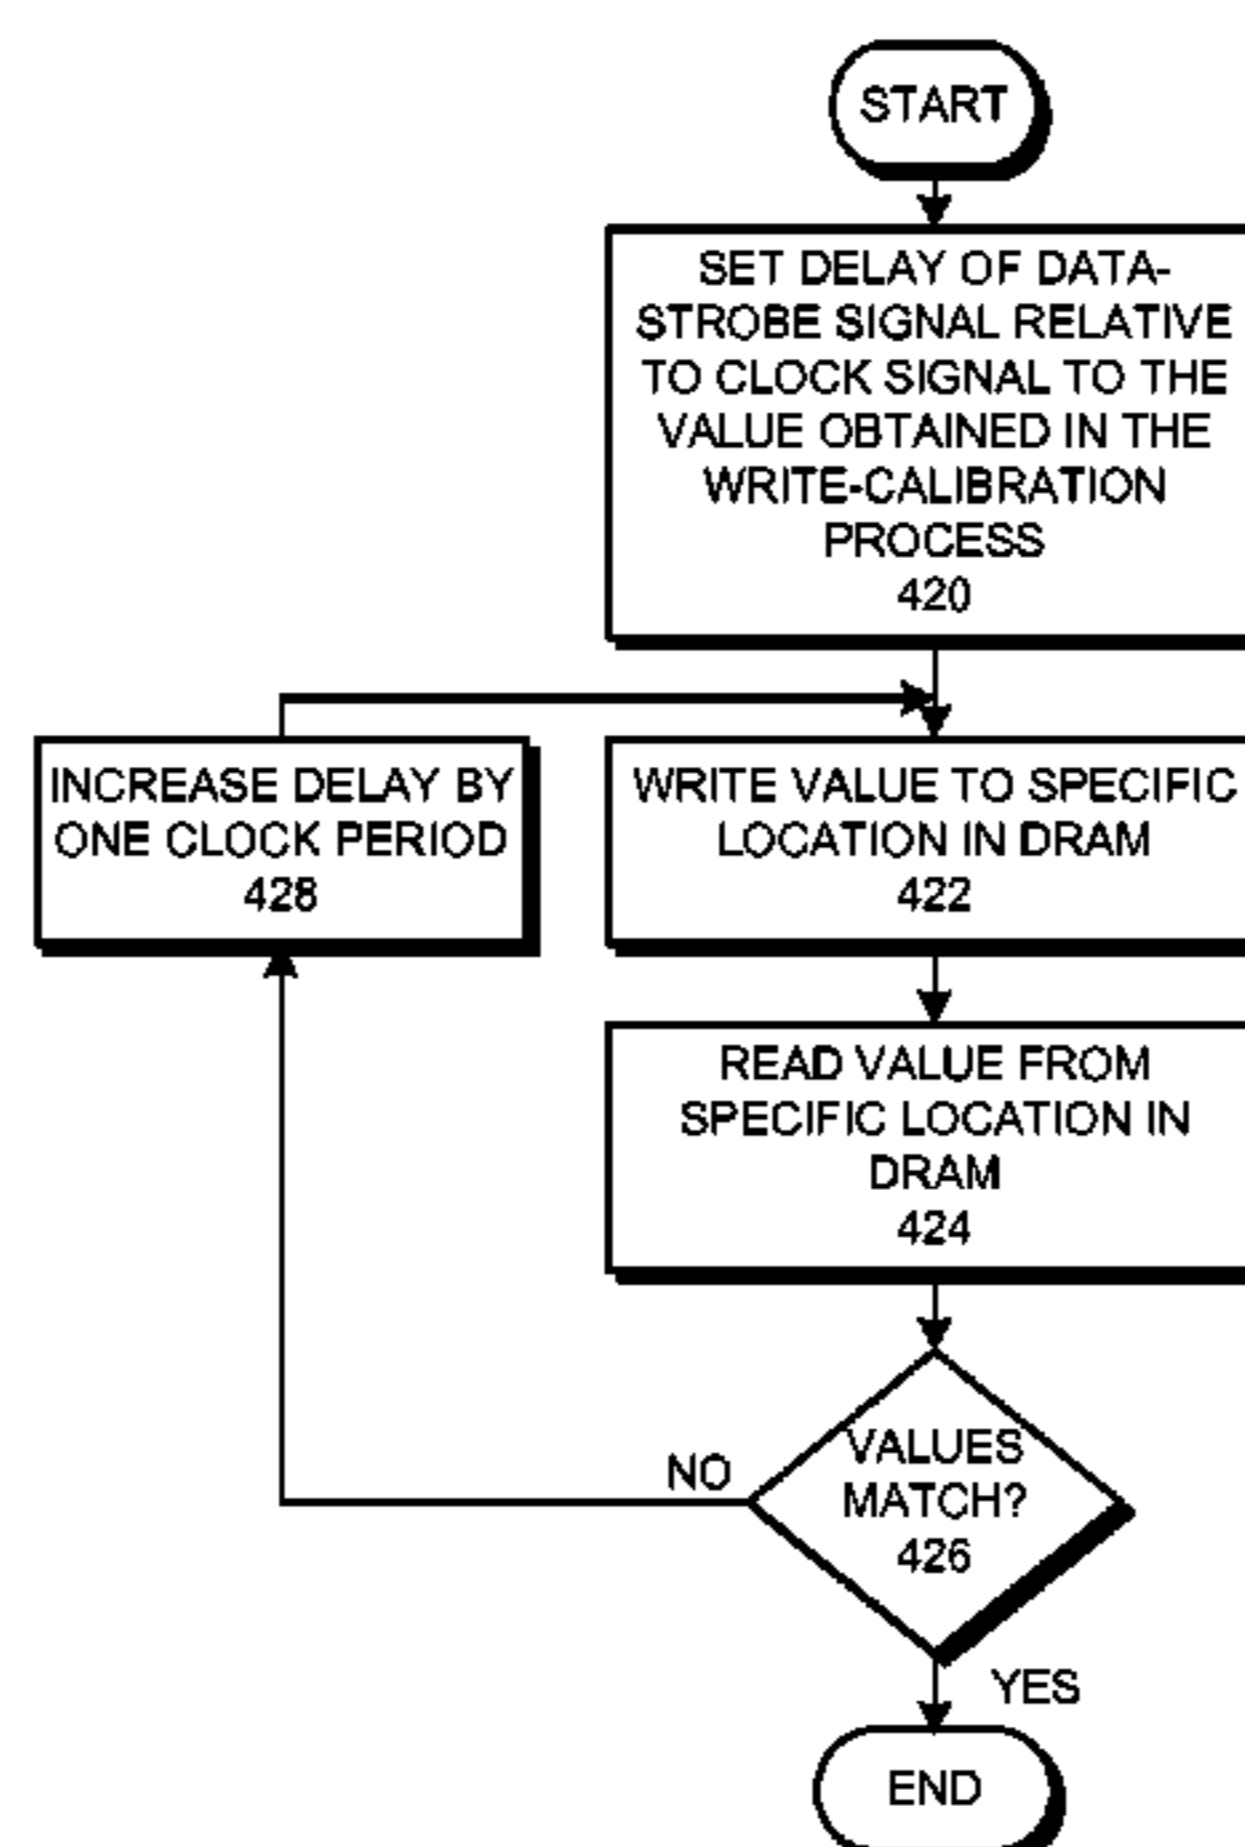 START
SET DELAY OF DATA-
STROBE SIGNAL RELATIVE
TO CLOCK SIGNAL TO THE
VALUE OBTAINED IN THE
WRITE-CALIBRATION
PROCESS
420
INCREASE DELAY BY
ONE CLOCK PERIOD
428
WRITE VALUE TO SPECIFIC
LOCATION IN DRAM
422
READ VALUE FROM
SPECIFIC LOCATION IN
DRAM
424
VALUES
MATCH?
426
NO
YES
END